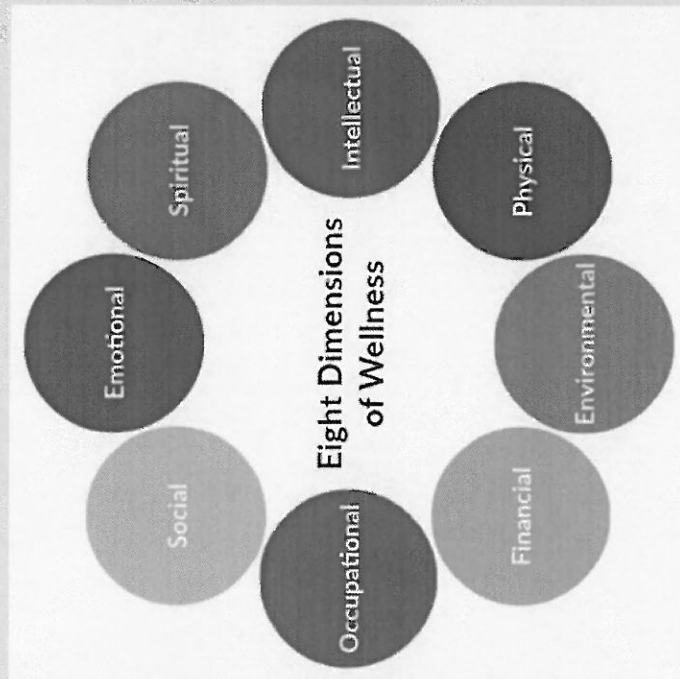 Emotional
Social
Spiritual
Occupational
Eight Dimensions
of Wellness
Intellectual
Financial
Physical
Environmental